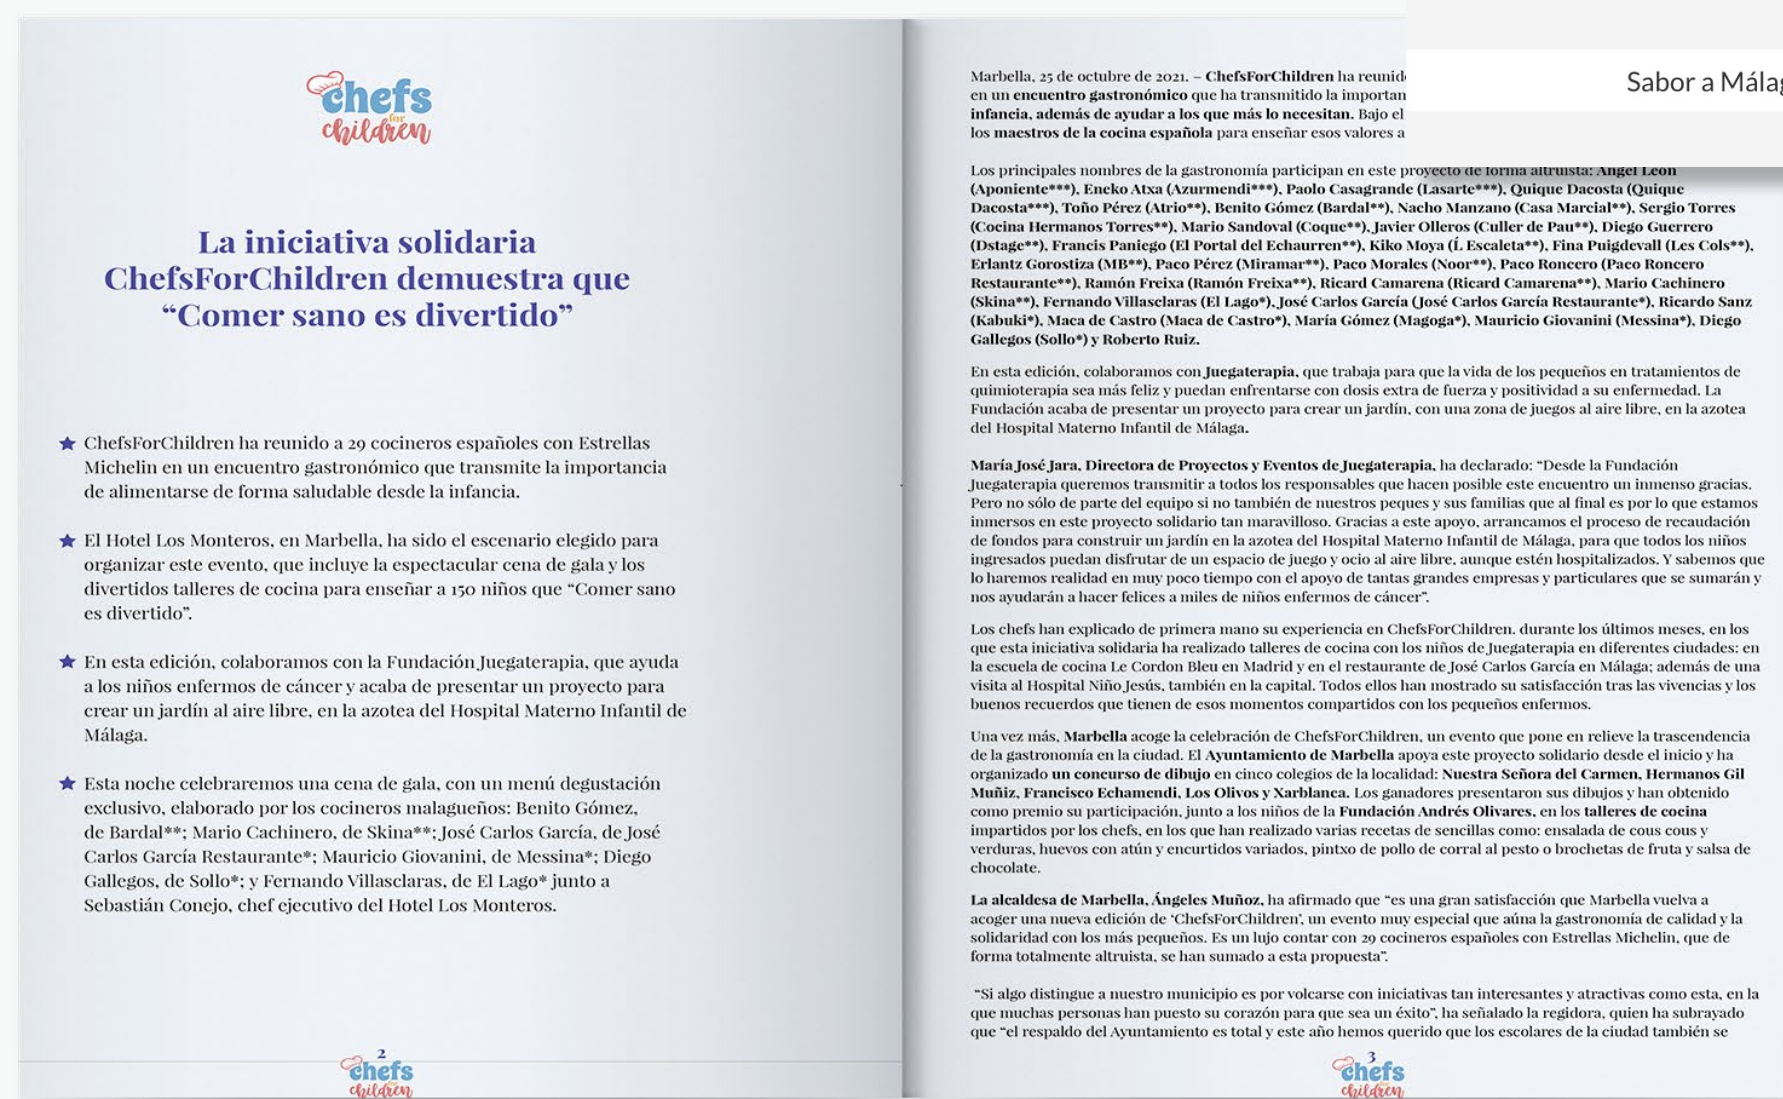 chefs
for
children
La iniciativa solidaria
ChefsForChildren demuestra que
“Comer sano es divertido”
ChefsForChildren ha reunido a 29 cocineros españoles con Estrellas
Michelin en un encuentro gastronómico que transmite la importancia
de alimentarse de forma saludable desde la infancia.
El Hotel Los Monteros, en Marbella, ha sido el escenario elegido para
organizar este evento, que incluye la espectacular cena de gala y los
divertidos talleres de cocina para enseñar a 150 niños que “Comer sano
es divertido”.
En esta edición, colaboramos con la Fundación Juegaterapia, que ayuda
a los niños enfermos de cáncer y acaba de presentar un proyecto para
crear un jardín al aire libre, en la azotea del Hospital Materno Infantil de
Málaga.
Esta noche celebraremos una cena de gala, con un menú degustación
exclusivo, elaborado por los cocineros malagueños: Benito Gómez,
de Bardal**; Mario Cachinero, de Skina**; José Carlos García, de José
Carlos García Restaurante*; Mauricio Giovanini, de Messina*; Diego
Gallegos, de Sollo*; y Fernando Villasclaras, de El Lago* junto a
Sebastián Conejo, chef ejecutivo del Hotel Los Monteros.
2
chefs
children
Sabor a Málag
Marbella, 25 de octubre de 2021. – ChefsForChildren ha reunid
en un encuentro gastronómico que ha transmitido la importan
infancia, además de ayudar a los que más lo necesitan. Bajo el
los maestros de la cocina española para enseñar esos valores a
Los principales nombres de la gastronomía participan en este proyecto de forma altruista: Ángel León
(Aponiente***), Eneko Atxa (Azurmendi***), Paolo Casagrande (Lasarte***), Quique Dacosta (Quique
Dacosta***), Toño Pérez (Atrio**), Benito Gómez (Bardal**), Nacho Manzano (Casa Marcial**), Sergio Torres
(Cocina Hermanos Torres**), Mario Sandoval (Coque**), Javier Olleros (Culler de Pau**), Diego Guerrero
(Dstage**), Francis Paniego (El Portal del Echaurren**), Kiko Moya (Ĺ Escaleta**), Fina Puigdevall (Les Cols**),
Erlantz Gorostiza (MB**), Paco Pérez (Miramar**), Paco Morales (Noor**), Paco Roncero (Paco Roncero
Restaurante**), Ramón Freixa (Ramón Freixa**), Ricard Camarena (Ricard Camarena**), Mario Cachinero
(Skina**), Fernando Villasclaras (El Lago*), José Carlos García (José Carlos García Restaurante*), Ricardo Sanz
(Kabuki*), Maca de Castro (Maca de Castro*), María Gómez (Magoga*), Mauricio Giovanini (Messina*), Diego
Gallegos (Sollo*) y Roberto Ruiz.
En esta edición, colaboramos con Juegaterapia, que trabaja para que la vida de los pequeños en tratamientos de
quimioterapia sea más feliz y puedan enfrentarse con dosis extra de fuerza y positividad a su enfermedad. La
Fundación acaba de presentar un proyecto para crear un jardín, con una zona de juegos al aire libre, en la azotea
del Hospital Materno Infantil de Málaga.
María José Jara, Directora de Proyectos y Eventos de Juegaterapia, ha declarado: “Desde la Fundación
Juegaterapia queremos transmitir a todos los responsables que hacen posible este encuentro un inmenso gracias.
Pero no sólo de parte del equipo si no también de nuestros peques y sus familias que al final es por lo que estamos
inmersos en este proyecto solidario tan maravilloso. Gracias a este apoyo, arrancamos el proceso de recaudación
de fondos para construir un jardín en la azotea del Hospital Materno Infantil de Málaga, para que todos los niños
ingresados puedan disfrutar de un espacio de juego y ocio al aire libre, aunque estén hospitalizados. Y sabemos que
lo haremos realidad en muy poco tiempo con el apoyo de tantas grandes empresas y particulares que se sumarán y
nos ayudarán a hacer felices a miles de niños enfermos de cáncer”.
Los chefs han explicado de primera mano su experiencia en ChefsForChildren. durante los últimos meses, en los
que esta iniciativa solidaria ha realizado talleres de cocina con los niños de Juegaterapia en diferentes ciudades: en
la escuela de cocina Le Cordon Bleu en Madrid y en el restaurante de José Carlos García en Málaga; además de una
visita al Hospital Niño Jesús, también en la capital. Todos ellos han mostrado su satisfacción tras las vivencias y los
buenos recuerdos que tienen de esos momentos compartidos con los pequeños enfermos.
Una vez más, Marbella acoge la celebración de ChefsForChildren, un evento que pone en relieve la trascendencia
de la gastronomía en la ciudad. El Ayuntamiento de Marbella apoya este proyecto solidario desde el inicio y ha
organizado un concurso de dibujo en cinco colegios de la localidad: Nuestra Señora del Carmen, Hermanos Gil
Muñiz, Francisco Echamendi, Los Olivos y Xarblanca. Los ganadores presentaron sus dibujos y han obtenido
como premio su participación, junto a los niños de la Fundación Andrés Olivares, en los talleres de cocina
impartidos por los chefs, en los que han realizado varias recetas de sencillas como: ensalada de cous cous y
verduras, huevos con atún y encurtidos variados, pintxo de pollo de corral al pesto o brochetas de fruta y salsa de
chocolate.
La alcaldesa de Marbella, Ángeles Muñoz, ha afirmado que “es una gran satisfacción que Marbella vuelva a
acoger una nueva edición de ‘ChefsForChildren’, un evento muy especial que aúna la gastronomía de calidad y la
solidaridad con los más pequeños. Es un lujo contar con 29 cocineros españoles con Estrellas Michelin, que de
forma totalmente altruista, se han sumado a esta propuesta”.
“Si algo distingue a nuestro municipio es por volcarse con iniciativas tan interesantes y atractivas como esta, en la
que muchas personas han puesto su corazón para que sea un éxito”, ha señalado la regidora, quien ha subrayado
que “el respaldo del Ayuntamiento es total y este año hemos querido que los escolares de la ciudad también se
3
chefs
children